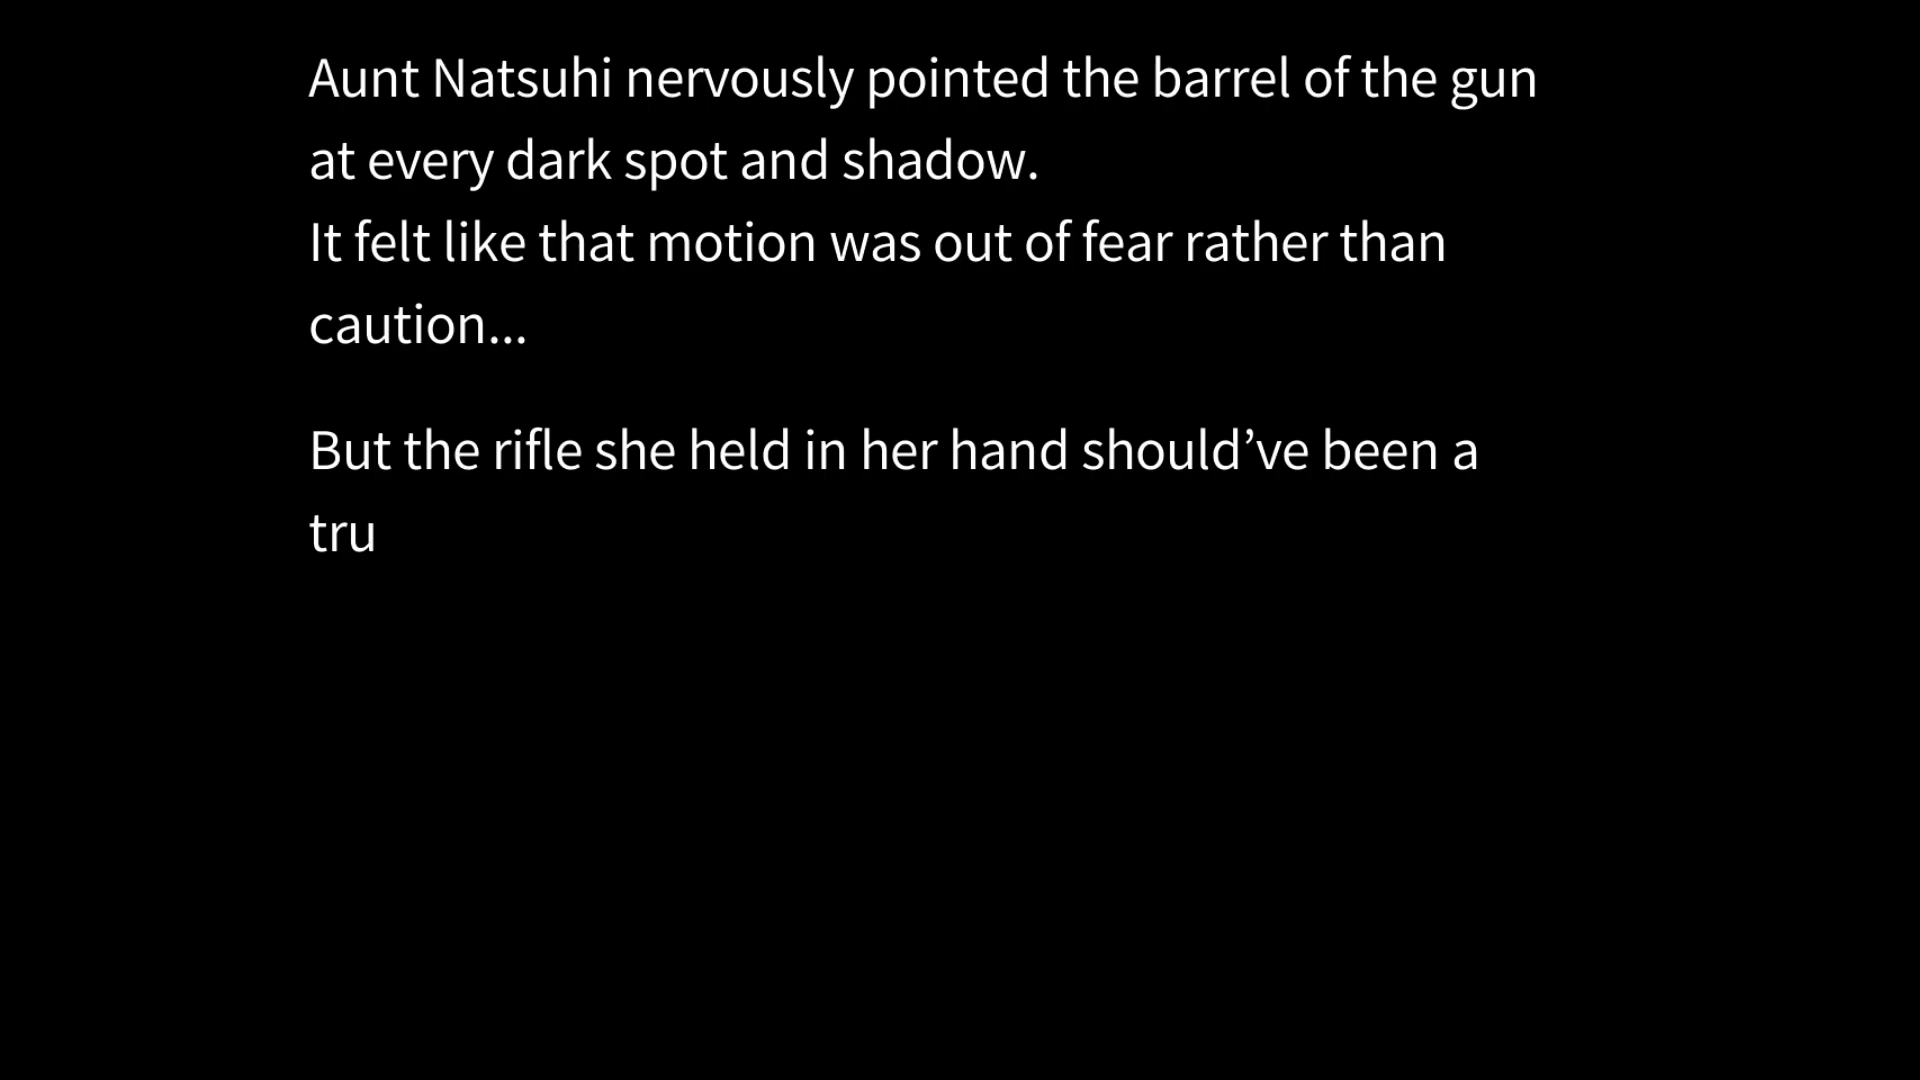 Aunt Natsuhi nervously pointed the barrel of the gun
at every dark spot and shadow.
It felt like that motion was out of fear rather than
caution...
But the rifle she held in her hand should’ve been a
tru